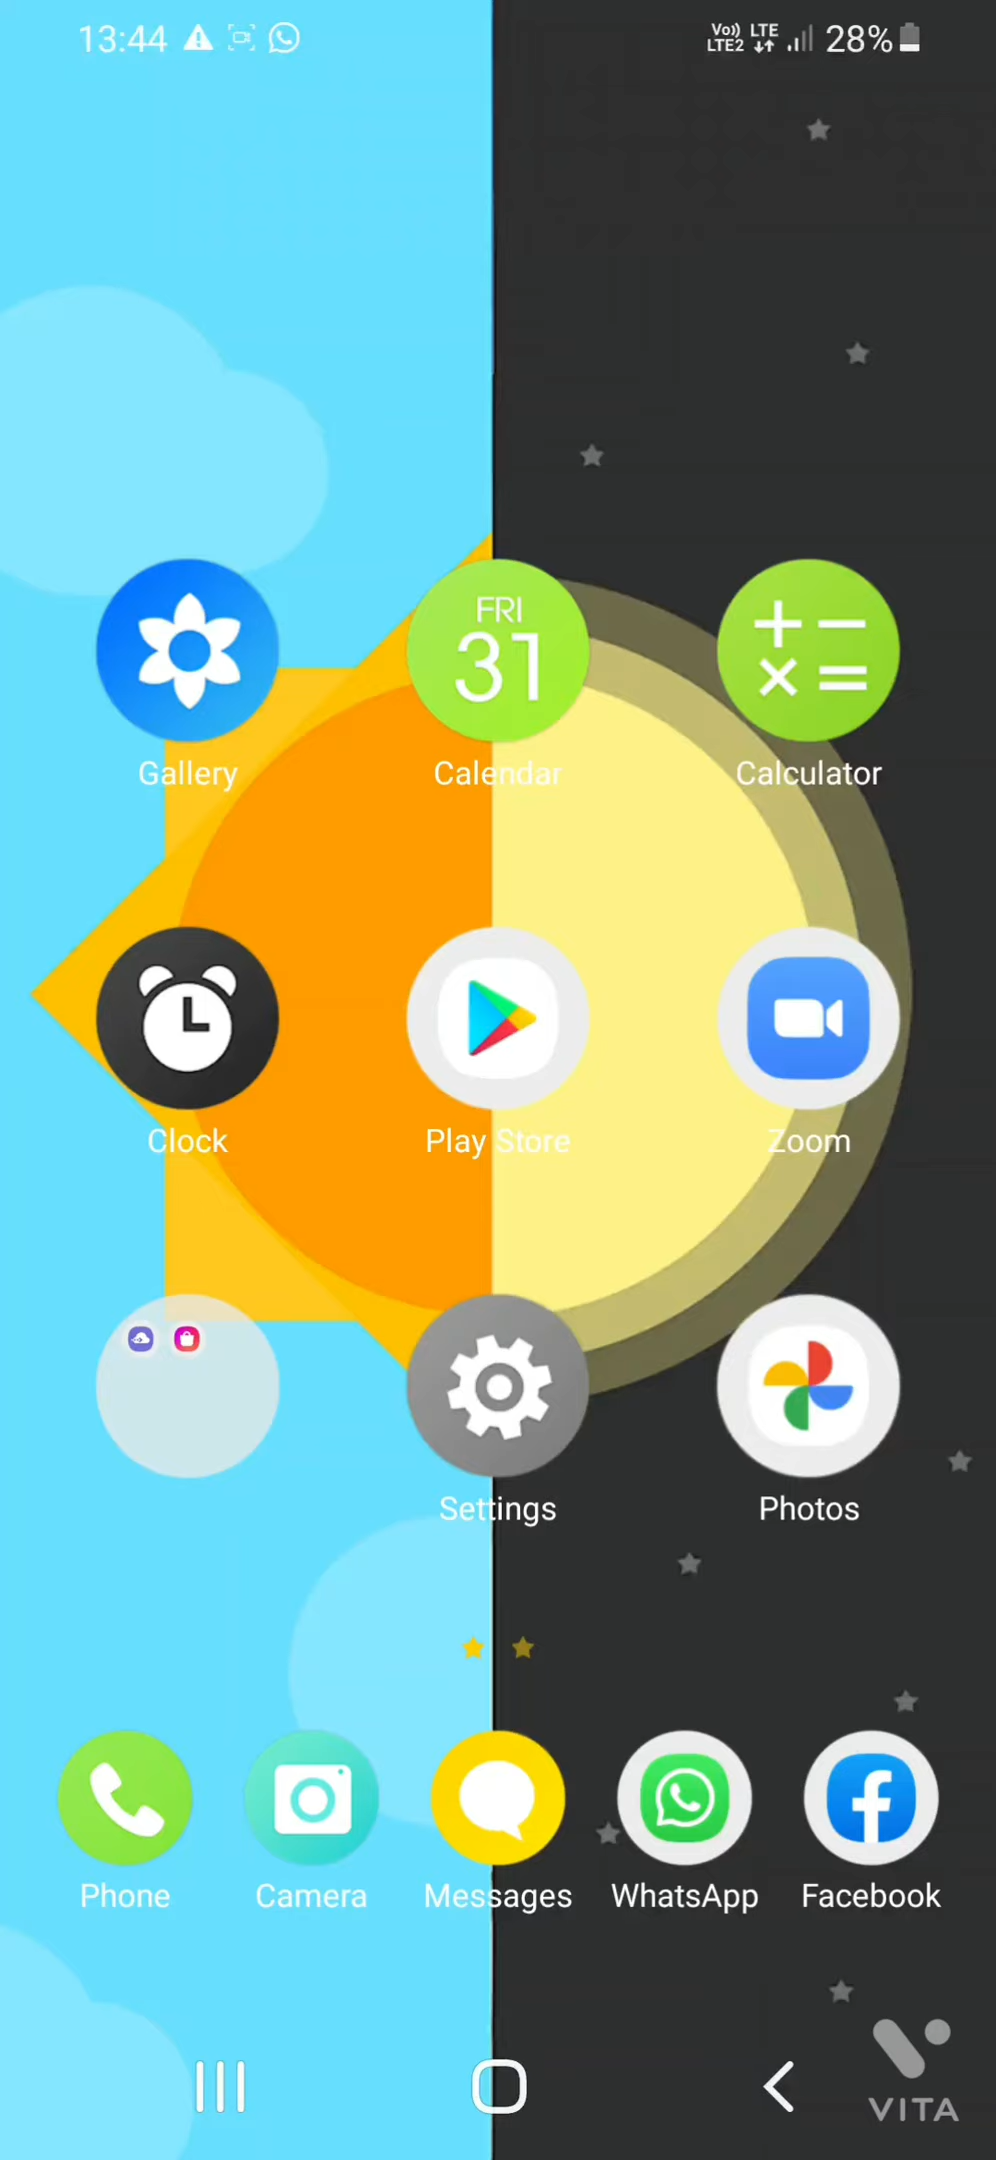 13:44
Vo)) LTE
LTE2
28%
FRI
31
Gallery
Calendar
Calculator
Clock
Play Store
Zoom
Settings
Photos
Phone
Camera
Messages
WhatsApp
Facebook
VITA